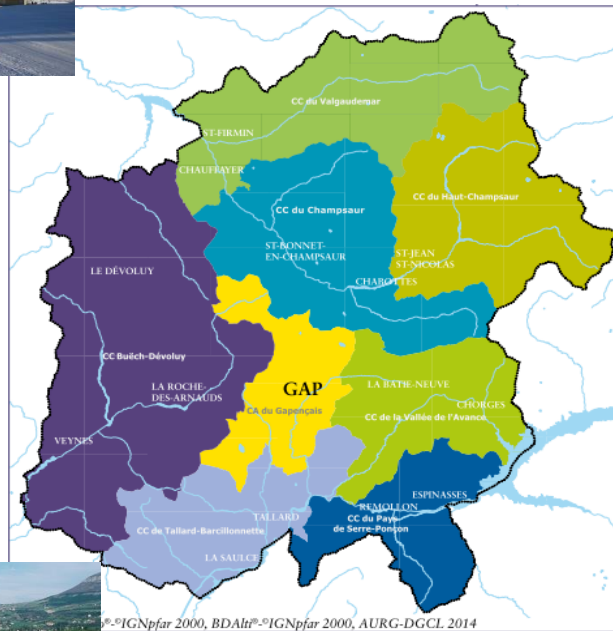 CC du Valgaudemar
ST-FIRMIN
CHAUFFAYER
CC du Haut-Champsaur
CC du Champsaur
ST-BONNET-
EN-CHAMPSAUR
ST-JEAN
ST-NICOLAS
LE DÉVOLUY
CHABOTTES
CC Buëch-Dévoluy
LA ROCHE-
DES-ARNAUDS
GAP
LA BATIE-NEUVE
CA du Gapençais
CHORGES
CC de la Vallée de l'Avance
VEYNES
ESPINASSES
REMOLLON
TALLARD
CC du Pays
de Serre-Ponçon
CC de Tallard-Barcillonnette
LA SAULCE
®-©IGNpfar 2000, BDAlti®-©IGNpfar 2000, AURG-DGCL 2014